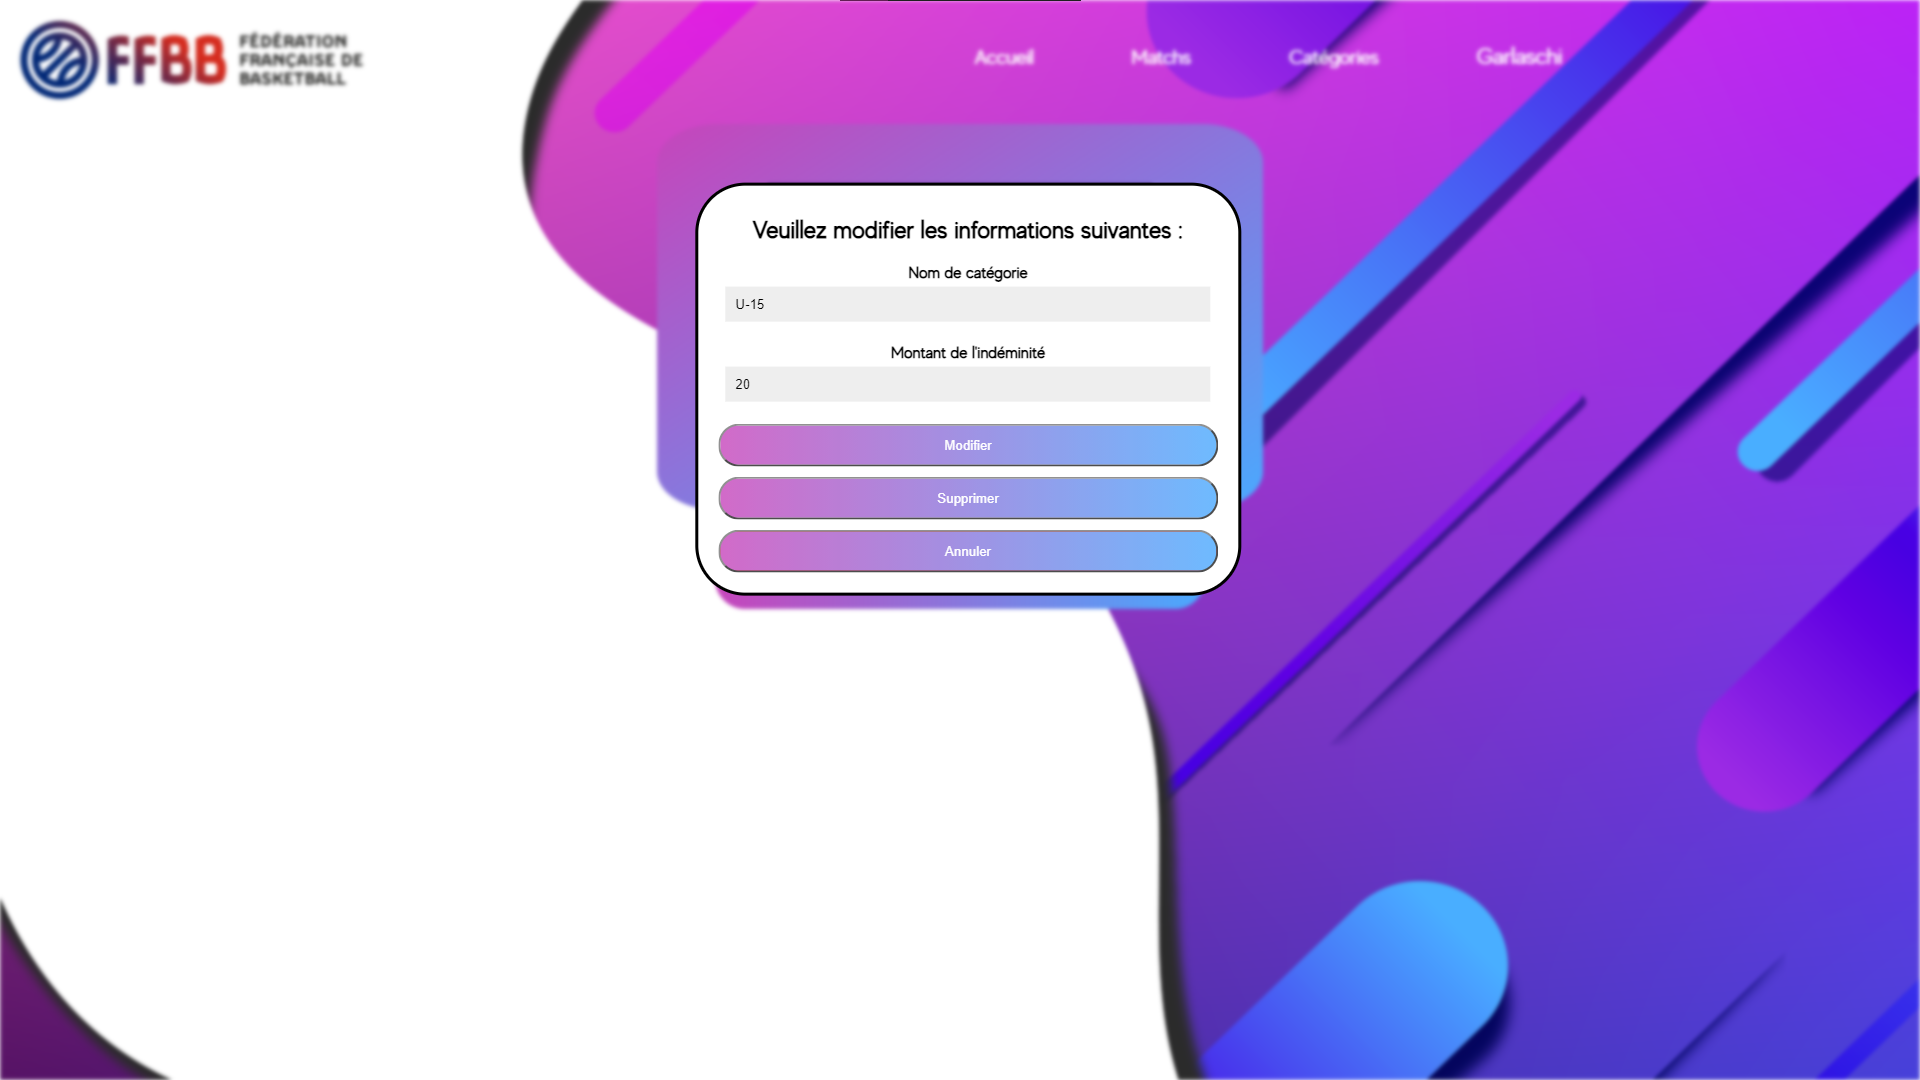 FFBB
FÉDÉRATION
FRANÇAISE DE
BASKETBALL
Accueil
Matchs
Catégories
Garlaschi
Veuillez modifier les informations suivantes :
Nom de catégorie
U-15
Montant de l'indéminité
20
Modifier
Supprimer
Annuler